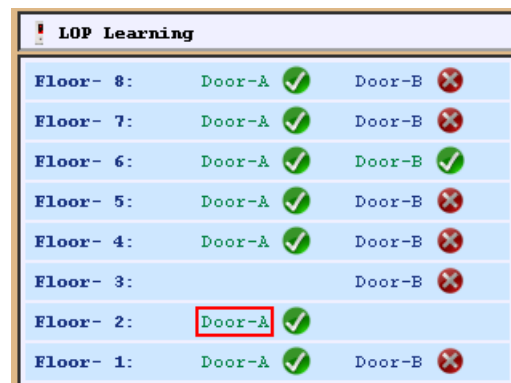 LOP Learning
Floor- 8: Door-A Door-B
Floor- 7: Door-A Door-B
Floor- 6: Door-A Door-B
Floor- 5: Door-A Door-B
Floor- 4: Door-A Door-B
Floor- 3: Door-B
Floor- 2: Door-A
Floor- 1: Door-A Door-B